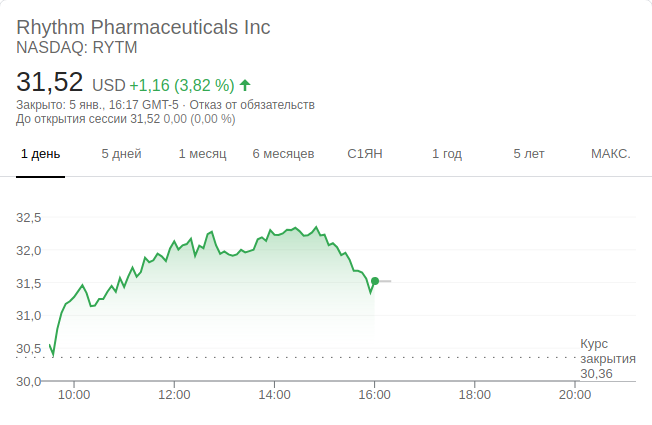 Rhythm Pharmaceuticals Inc
NASDAQ: RYTM
31,52 USD +1,16 (3,82 %)
Закрыто: 5 янв., 16:17 GMT-5 · Отказ от обязательств
До открытия сессии 31,52 0,00 (0,00 %)
1 день 5 дней 1 месяц 6 месяцев С1ЯН 1 год 5 лет МАКС.
32,5
32,0
31,5
31,0
30,5
30,0
Курс
закрытия
30,36
10:00 12:00 14:00 16:00 18:00 20:00